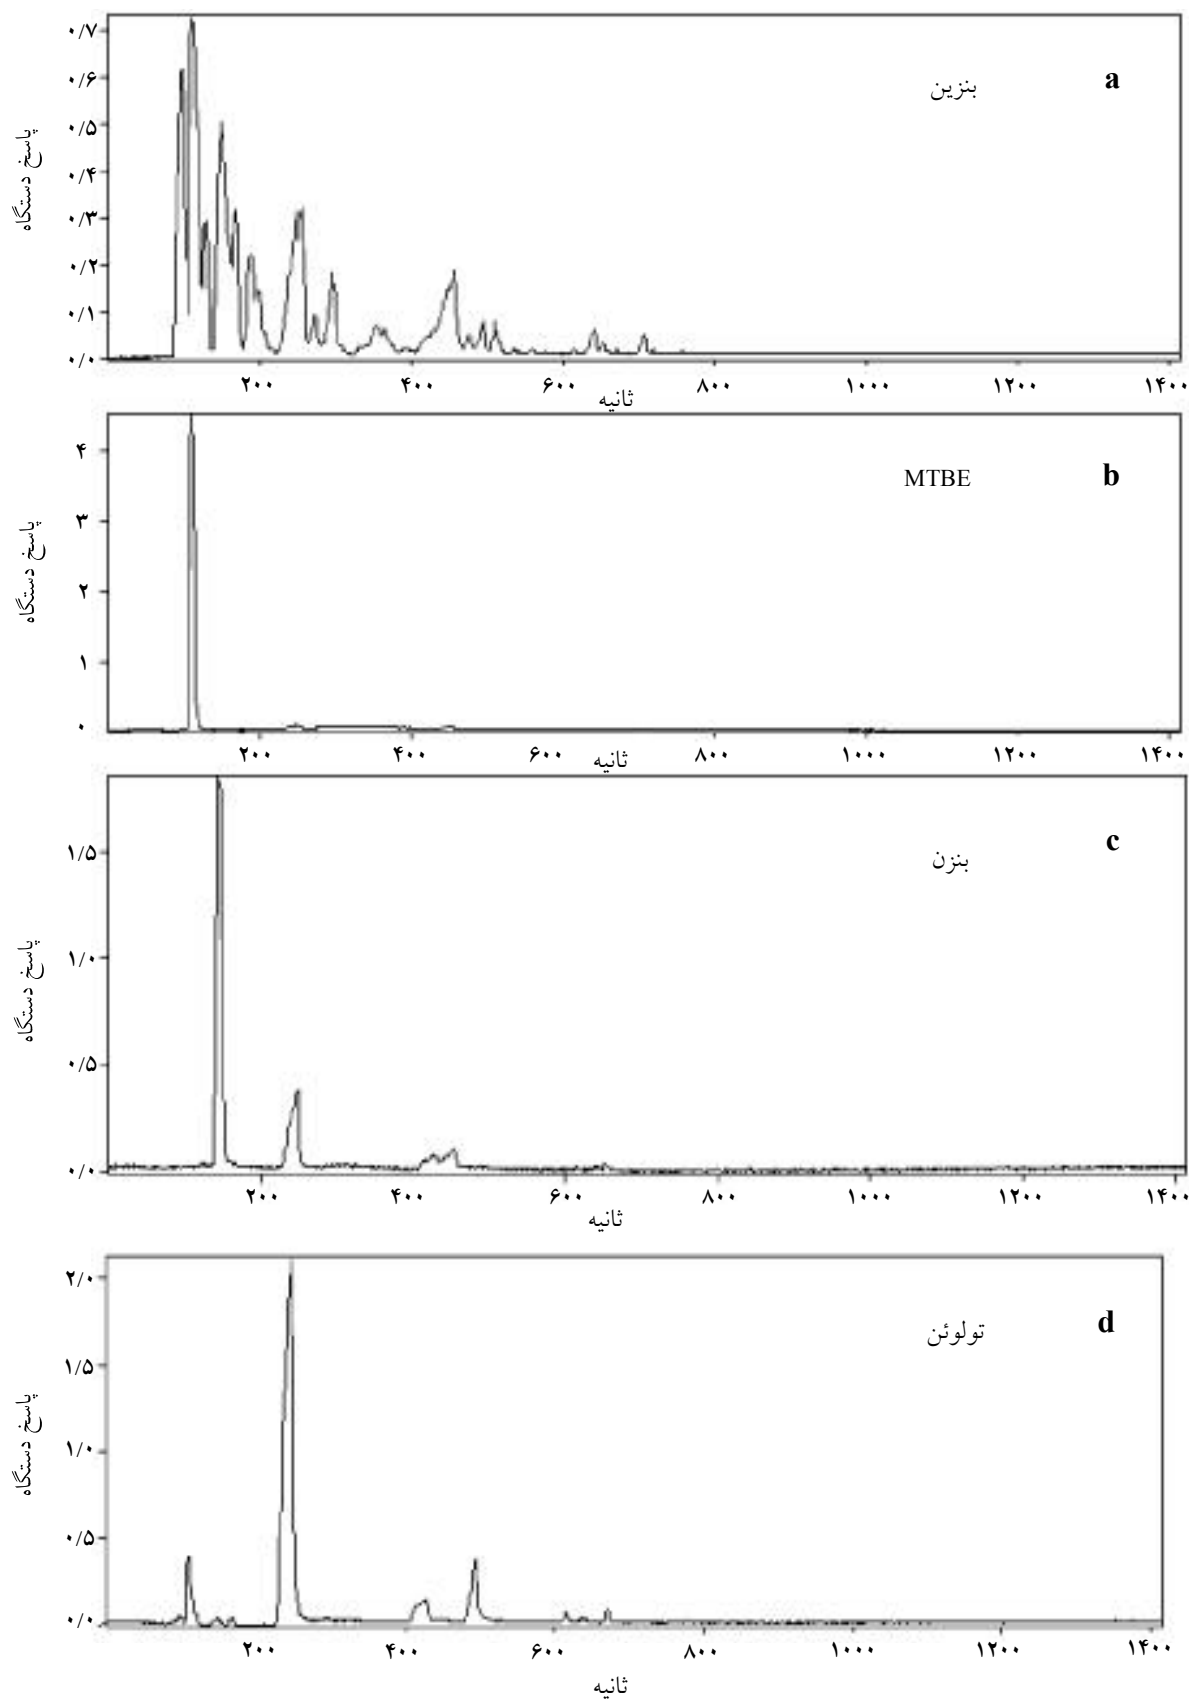 a
بنزین
پاسخ دستگاه
۰/۷
۰/۶
۰/۵
۰/۴
۰/۳
۰/۲
۰/۱
۰/۰
۲۰۰ ۴۰۰ ۶۰۰ ۸۰۰ ۱۰۰۰ ۱۲۰۰ ۱۴۰۰
ثانیه
b
MTBE
پاسخ دستگاه
۴
۳
۲
۱
۰
۲۰۰ ۴۰۰ ۶۰۰ ۸۰۰ ۱۰۰۰ ۱۲۰۰ ۱۴۰۰
ثانیه
c
بنزن
پاسخ دستگاه
۱/۵
۱/۰
۰/۵
۰/۰
۲۰۰ ۴۰۰ ۶۰۰ ۸۰۰ ۱۰۰۰ ۱۲۰۰ ۱۴۰۰
ثانیه
d
تولوئن
پاسخ دستگاه
۲/۰
۱/۵
۱/۰
۰/۵
۰/۰
۲۰۰ ۴۰۰ ۶۰۰ ۸۰۰ ۱۰۰۰ ۱۲۰۰ ۱۴۰۰
ثانیه